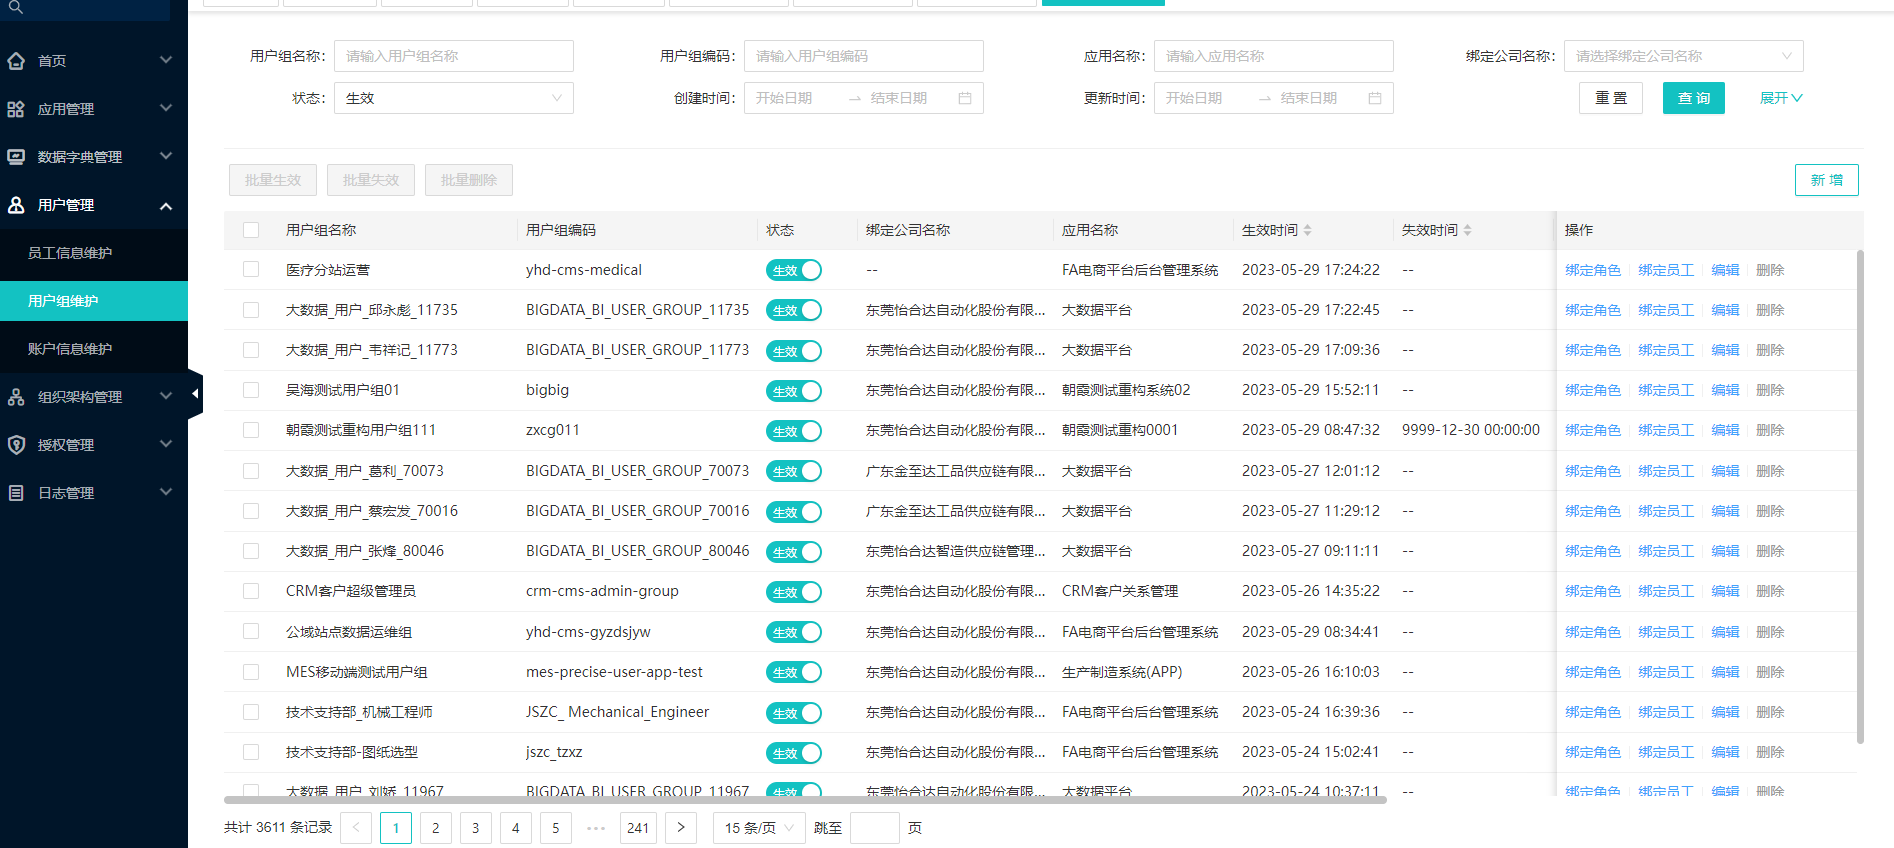 首页
应用管理
数据字典管理
用户管理
员工信息维护
用户组维护
账户信息维护
组织架构管理
授权管理
日志管理
用户组名称: 请输入用户组名称 用户组编码: 请输入用户组编码 应用名称: 请输入应用名称 绑定公司名称: 请选择绑定公司名称
状态: 生效 创建时间: 开始日期 → 结束日期 更新时间: 开始日期 → 结束日期 重 置 查 询 展开
批量生效 批量失效 批量删除 新 增
用户组名称 用户组编码 状态 绑定公司名称 应用名称 生效时间 失效时间 操作
医疗分站运营 yhd-cms-medical 生效 -- FA电商平台后台管理系统 2023-05-29 17:24:22 -- 绑定角色 绑定员工 编辑 删除
大数据_用户_邱永彪_11735 BIGDATA_BI_USER_GROUP_11735 生效 东莞怡合达自动化股份有限... 大数据平台 2023-05-29 17:22:45 -- 绑定角色 绑定员工 编辑 删除
大数据_用户_韦祥记_11773 BIGDATA_BI_USER_GROUP_11773 生效 东莞怡合达自动化股份有限... 大数据平台 2023-05-29 17:09:36 -- 绑定角色 绑定员工 编辑 删除
吴海测试用户组01 bigbig 生效 东莞怡合达自动化股份有限... 朝霞测试重构系统02 2023-05-29 15:52:11 -- 绑定角色 绑定员工 编辑 删除
朝霞测试重构用户组111 zxcg011 生效 东莞怡合达自动化股份有限... 朝霞测试重构0001 2023-05-29 08:47:32 9999-12-30 00:00:00 绑定角色 绑定员工 编辑 删除
大数据_用户_葛利_70073 BIGDATA_BI_USER_GROUP_70073 生效 广东金至达工品供应链有限... 大数据平台 2023-05-27 12:01:12 -- 绑定角色 绑定员工 编辑 删除
大数据_用户_蔡宏发_70016 BIGDATA_BI_USER_GROUP_70016 生效 广东金至达工品供应链有限... 大数据平台 2023-05-27 11:29:12 -- 绑定角色 绑定员工 编辑 删除
大数据_用户_张烽_80046 BIGDATA_BI_USER_GROUP_80046 生效 东莞怡合达智造供应链管理... 大数据平台 2023-05-27 09:11:11 -- 绑定角色 绑定员工 编辑 删除
CRM客户超级管理员 crm-cms-admin-group 生效 东莞怡合达自动化股份有限... CRM客户关系管理 2023-05-26 14:35:22 -- 绑定角色 绑定员工 编辑 删除
公域站点数据运维组 yhd-cms-gyzdsjyw 生效 东莞怡合达自动化股份有限... FA电商平台后台管理系统 2023-05-29 08:34:41 -- 绑定角色 绑定员工 编辑 删除
MES移动端测试用户组 mes-precise-user-app-test 生效 东莞怡合达自动化股份有限... 生产制造系统(APP) 2023-05-26 16:10:03 -- 绑定角色 绑定员工 编辑 删除
技术支持部_机械工程师 JSZC_ Mechanical_Engineer 生效 东莞怡合达自动化股份有限... FA电商平台后台管理系统 2023-05-24 16:39:36 -- 绑定角色 绑定员工 编辑 删除
技术支持部-图纸选型 jszc_tzxz 生效 东莞怡合达自动化股份有限... FA电商平台后台管理系统 2023-05-24 15:02:41 -- 绑定角色 绑定员工 编辑 删除
大数据_用户_刘娇_11967 BIGDATA_BI_USER_GROUP_11967 生效 东莞怡合达自动化股份有限... 大数据平台 2023-05-24 10:37:11 -- 绑定角色 绑定员工 编辑 删除
共计 3611 条记录 < 1 2 3 4 5 ••• 241 > 15 条/页 跳至 页